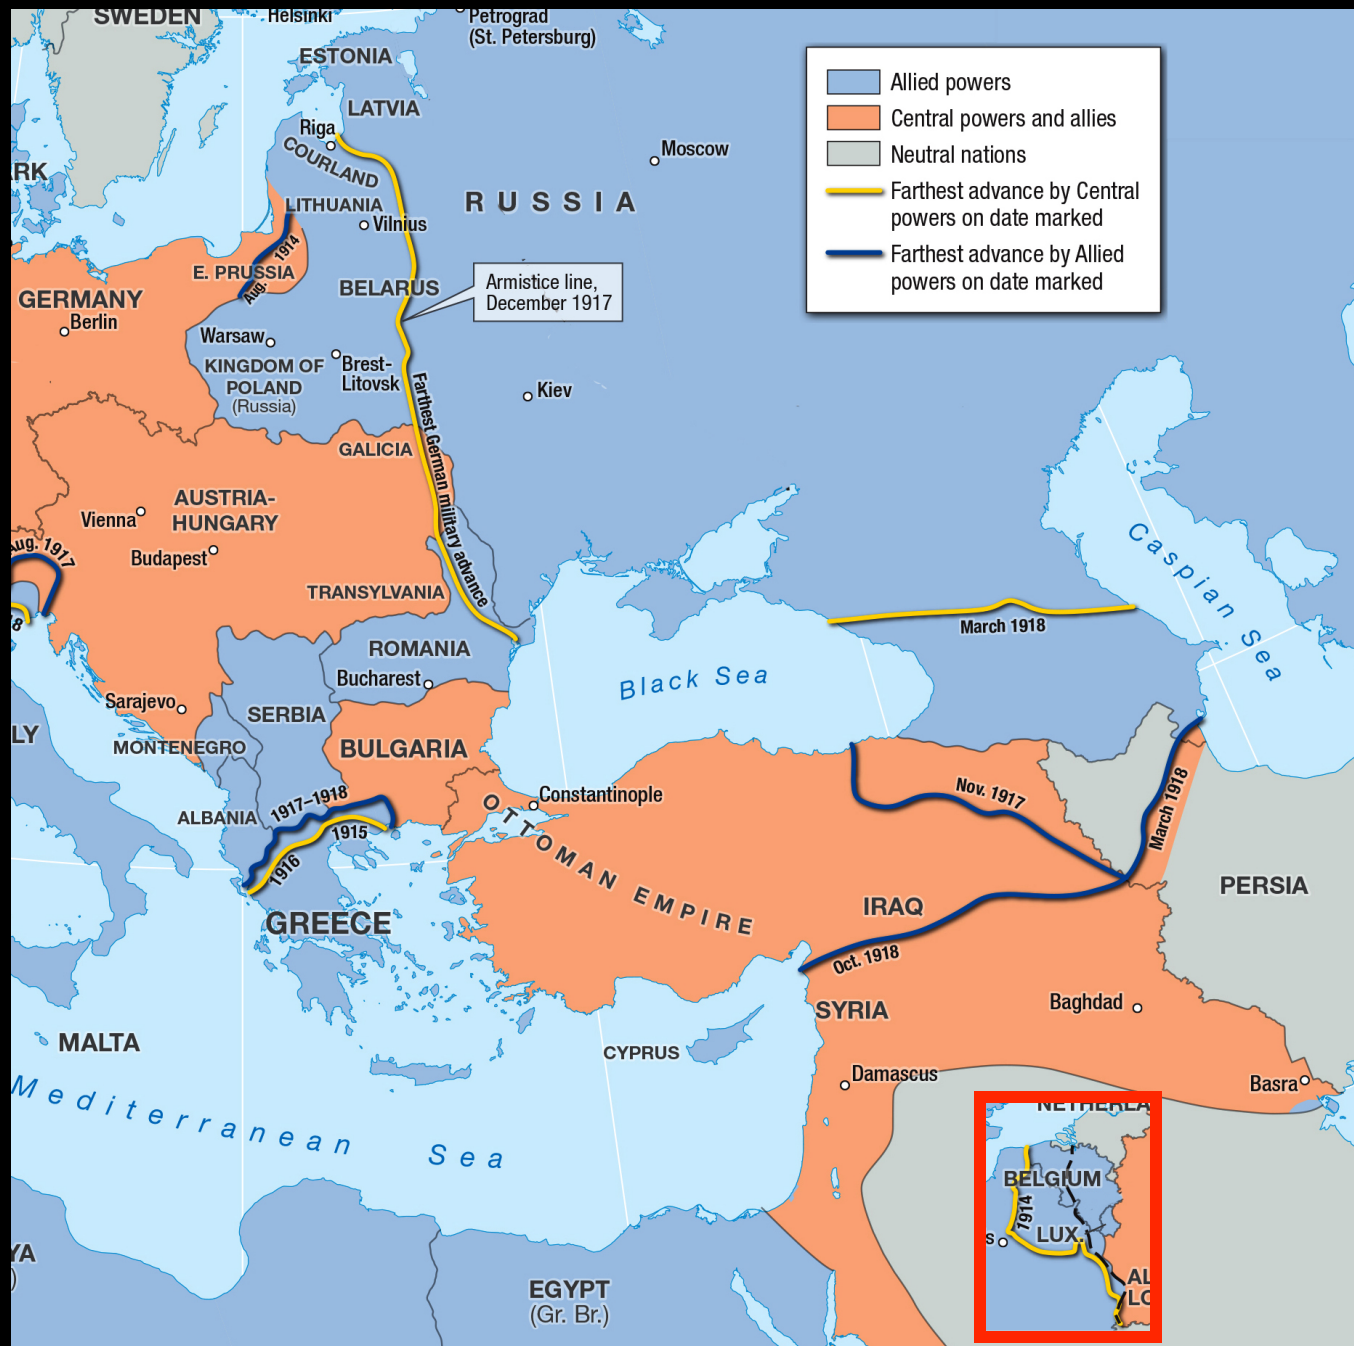 SWEDEN
Helsinki
Petrograd
(St. Petersburg)
ESTONIA
LATVIA
Riga
COURLAND
Moscow
RUSSIA
LITHUANIA
Vilnius
1914
Aug.
E. PRUSSIA
GERMANY
Berlin
BELARUS
Armistice line,
December 1917
Warsaw
KINGDOM OF
POLAND
(Russia)
Brest-
Litovsk
Kiev
Farthest German military advance
GALICIA
AUSTRIA-
HUNGARY
Vienna
Budapest
Aug. 1917
TRANSYLVANIA
ROMANIA
Bucharest
Sarajevo
SERBIA
MONTENEGRO
BULGARIA
ALBANIA
1917–1918
1915
1916
GREECE
Allied powers
Central powers and allies
Neutral nations
Farthest advance by Central
powers on date marked
Farthest advance by Allied
powers on date marked
Caspian Sea
March 1918
Black Sea
Constantinople
OTTOMAN EMPIRE
Nov. 1917
March 1918
PERSIA
IRAQ
Oct. 1918
SYRIA
Baghdad
CYPRUS
Damascus
Basra
MALTA
Mediterranean Sea
EGYPT
(Gr. Br.)
RK
LY
8
YA
)
NETHERLA
BELGIUM
1914
LUX.
s
AL
LO